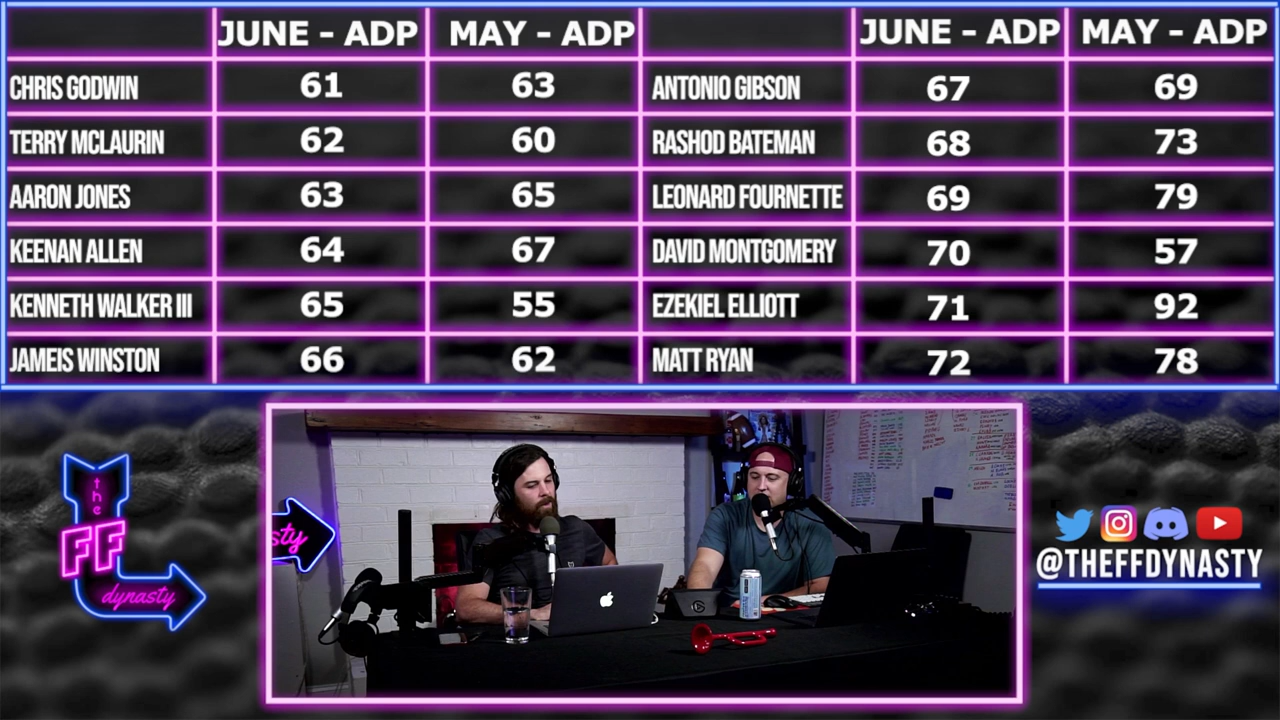 JUNE - ADP MAY - ADP JUNE - ADP MAY - ADP
CHRIS GODWIN 61 63 ANTONIO GIBSON 67 69
TERRY MCLAURIN 62 60 RASHOD BATEMAN 68 73
AARON JONES 63 65 LEONARD FOURNETTE 69 79
KEENAN ALLEN 64 67 DAVID MONTGOMERY 70 57
KENNETH WALKER III 65 55 EZEKIEL ELLIOTT 71 92
JAMEIS WINSTON 66 62 MATT RYAN 72 78
the
FF
dynasty
sty
@THEFFDYNASTY